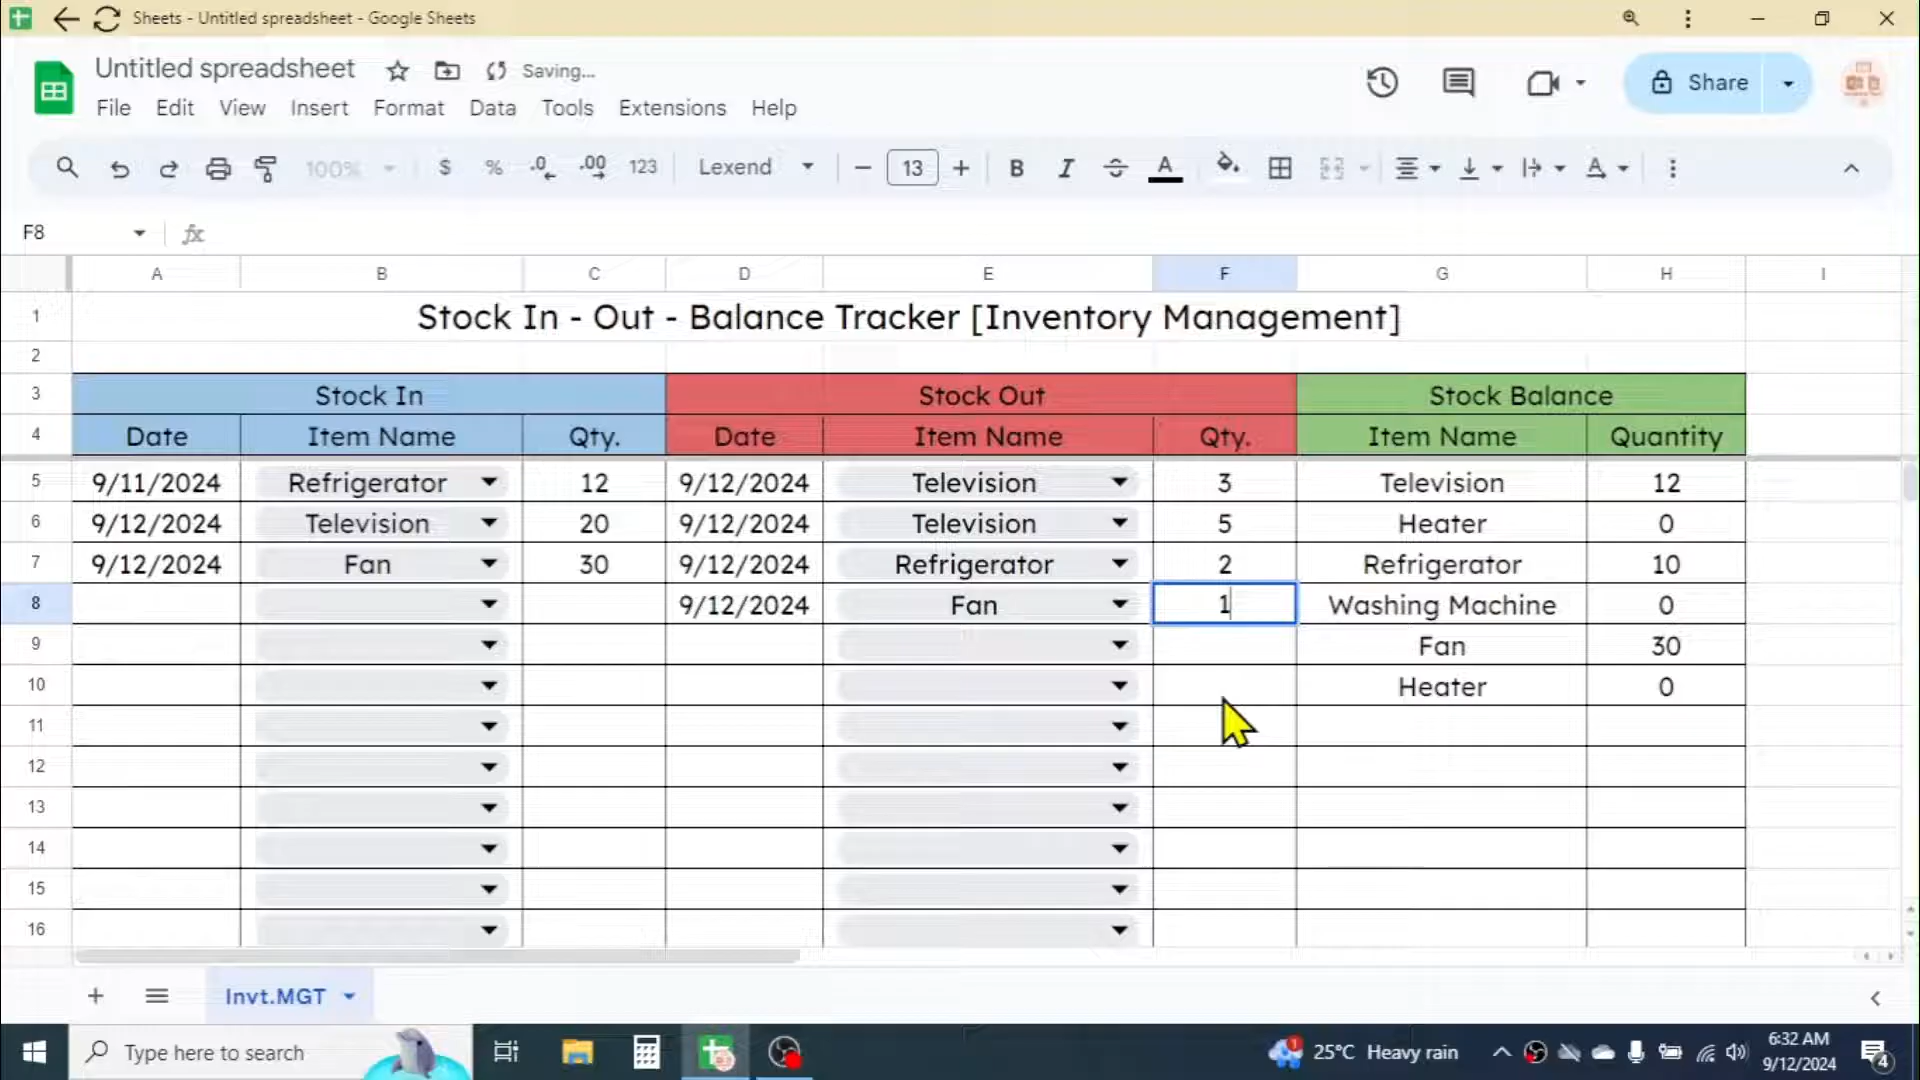 Sheets - Untitled spreadsheet - Google Sheets
Untitled spreadsheet Saving...
File Edit View Insert Format Data Tools Extensions Help
Share
100% $ % .0 .00 123 Lexend 13 B I A A
F8 fx
A B C D E F G H I
1 Stock In - Out - Balance Tracker [Inventory Management]
2
3 Stock In Stock Out Stock Balance
4 Date Item Name Qty. Date Item Name Qty. Item Name Quantity
5 9/11/2024 Refrigerator 12 9/12/2024 Television 3 Television 12
6 9/12/2024 Television 20 9/12/2024 Television 5 Heater 0
7 9/12/2024 Fan 30 9/12/2024 Refrigerator 2 Refrigerator 10
8 9/12/2024 Fan 1 Washing Machine 0
9 Fan 30
10 Heater 0
11
12
13
14
15
16
Invt.MGT
Type here to search
1 25°C Heavy rain
6:32 AM
9/12/2024
4